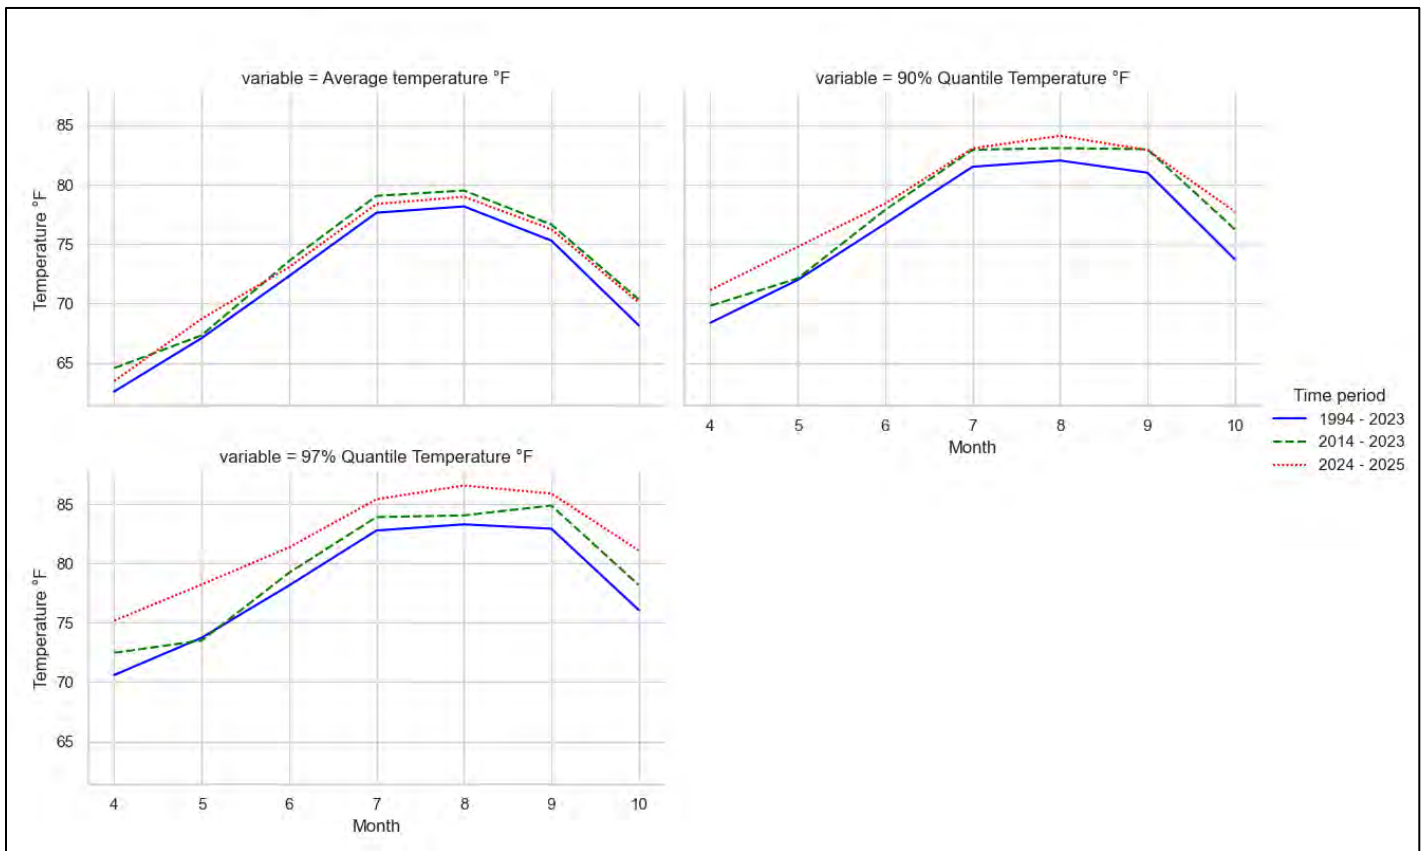 variable = Average temperature °F
variable = 90% Quantile Temperature °F
85
80
75
70
65
Temperature °F
4 5 6 7 8 9 10
Month
Time period
1994 - 2023
2014 - 2023
2024 - 2025
variable = 97% Quantile Temperature °F
85
80
75
70
65
Temperature °F
4 5 6 7 8 9 10
Month